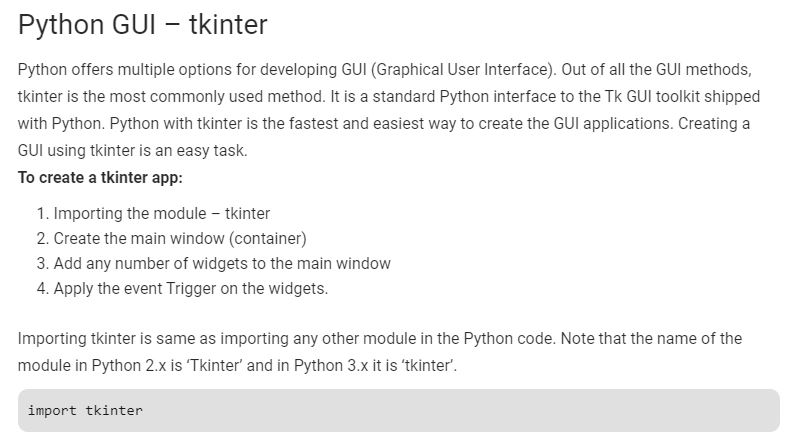 Python GUI – tkinter
Python offers multiple options for developing GUI (Graphical User Interface). Out of all the GUI methods,
tkinter is the most commonly used method. It is a standard Python interface to the Tk GUI toolkit shipped
with Python. Python with tkinter is the fastest and easiest way to create the GUI applications. Creating a
GUI using tkinter is an easy task.
To create a tkinter app:
1. Importing the module – tkinter
2. Create the main window (container)
3. Add any number of widgets to the main window
4. Apply the event Trigger on the widgets.
Importing tkinter is same as importing any other module in the Python code. Note that the name of the
module in Python 2.x is ‘Tkinter’ and in Python 3.x it is ‘tkinter’.
import tkinter